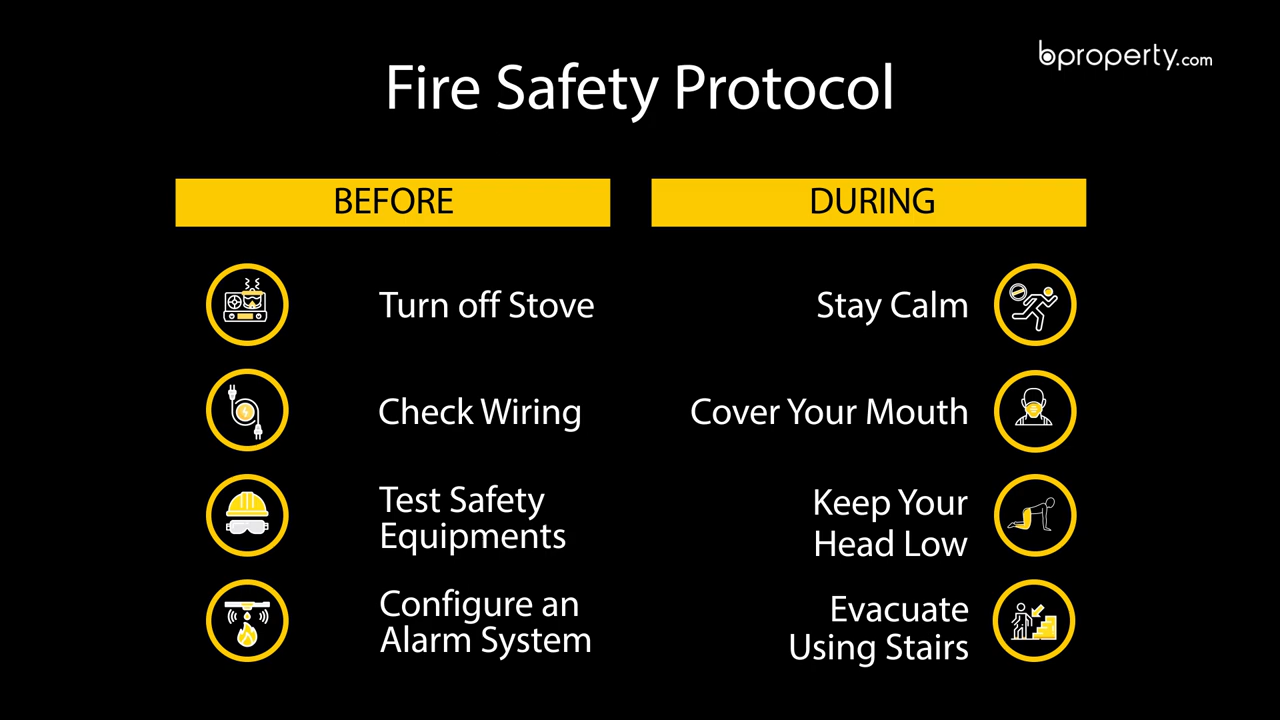 bproperty.com
Fire Safety Protocol
BEFORE
Turn off Stove
Check Wiring
Test Safety
Equipments
Configure an
Alarm System
DURING
Stay Calm
Cover Your Mouth
Keep Your
Head Low
Evacuate
Using Stairs